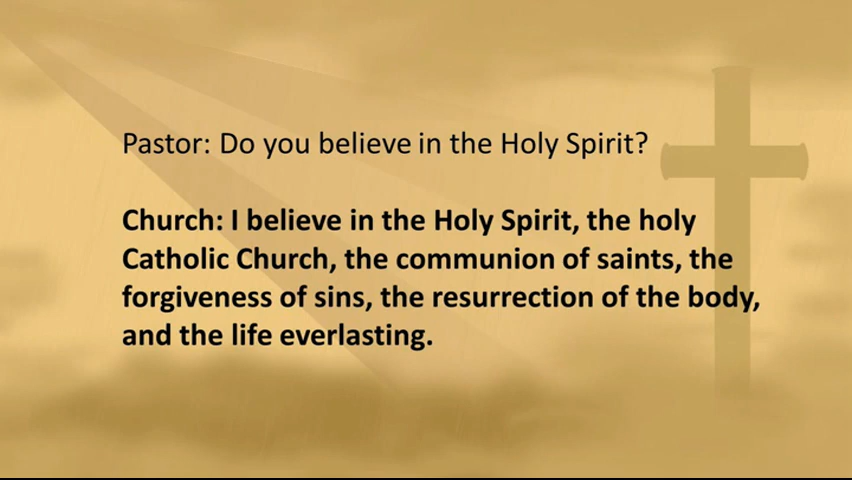 Pastor: Do you believe in the Holy Spirit?
Church: I believe in the Holy Spirit, the holy
Catholic Church, the communion of saints, the
forgiveness of sins, the resurrection of the body,
and the life everlasting.